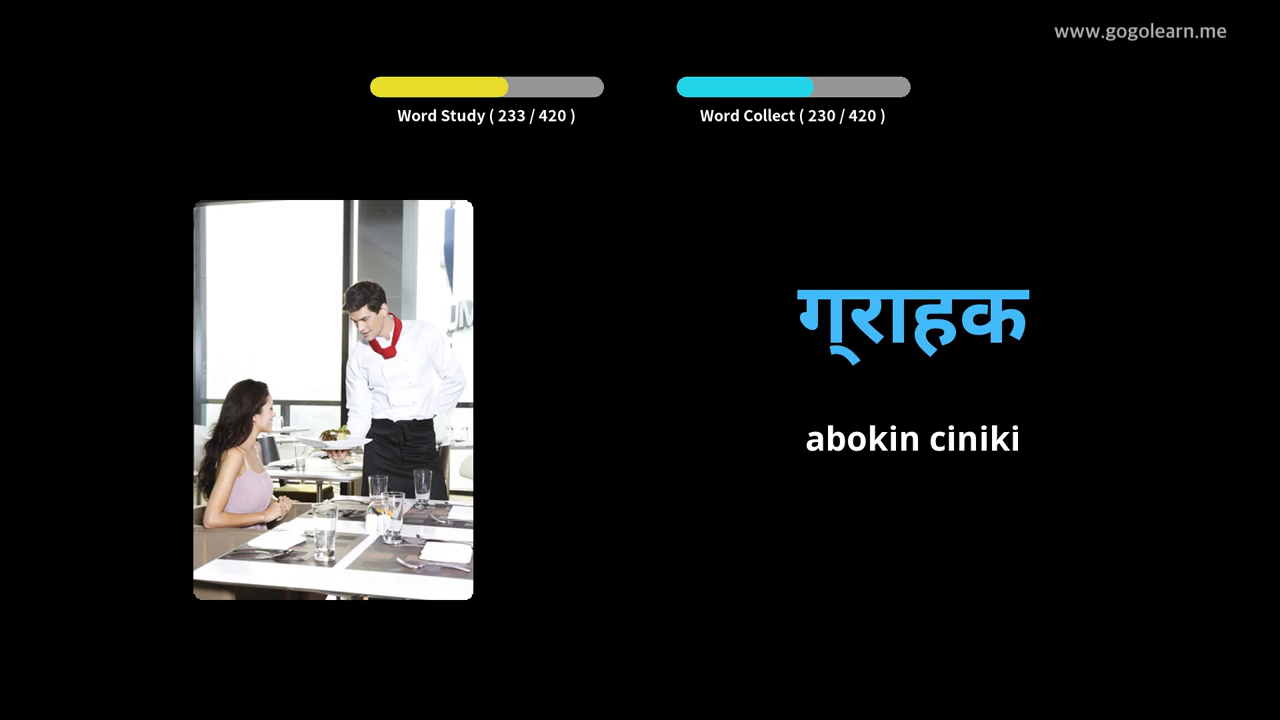 www.gogolearn.me
Word Study ( 233 / 420 )
Word Collect ( 230 / 420 )
ग्राहक
abokin ciniki